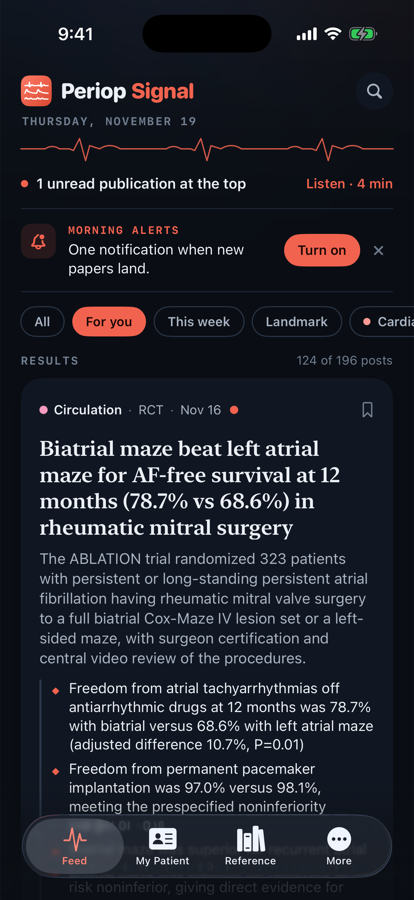 9:41
Periop Signal
THURSDAY, NOVEMBER 19
1 unread publication at the top
Listen · 4 min
MORNING ALERTS
One notification when new
papers land.
Turn on
All
For you
This week
Landmark
Cardia
RESULTS
124 of 196 posts
Circulation · RCT · Nov 16
Biatrial maze beat left atrial
maze for AF-free survival at 12
months (78.7% vs 68.6%) in
rheumatic mitral surgery
The ABLATION trial randomized 323 patients
with persistent or long-standing persistent atrial
fibrillation having rheumatic mitral valve surgery
to a full biatrial Cox-Maze IV lesion set or a left-
sided maze, with surgeon certification and
central video review of the procedures.
Freedom from atrial tachyarrhythmias off
antiarrhythmic drugs at 12 months was 78.7%
with biatrial versus 68.6% with left atrial maze
(adjusted difference 10.7%, P=0.01)
Freedom from permanent pacemaker
implantation was 97.0% versus 98.1%,
meeting the prespecified noninferiority
Feed
My Patient
Reference
More
risk noninferior, giving direct evidence for